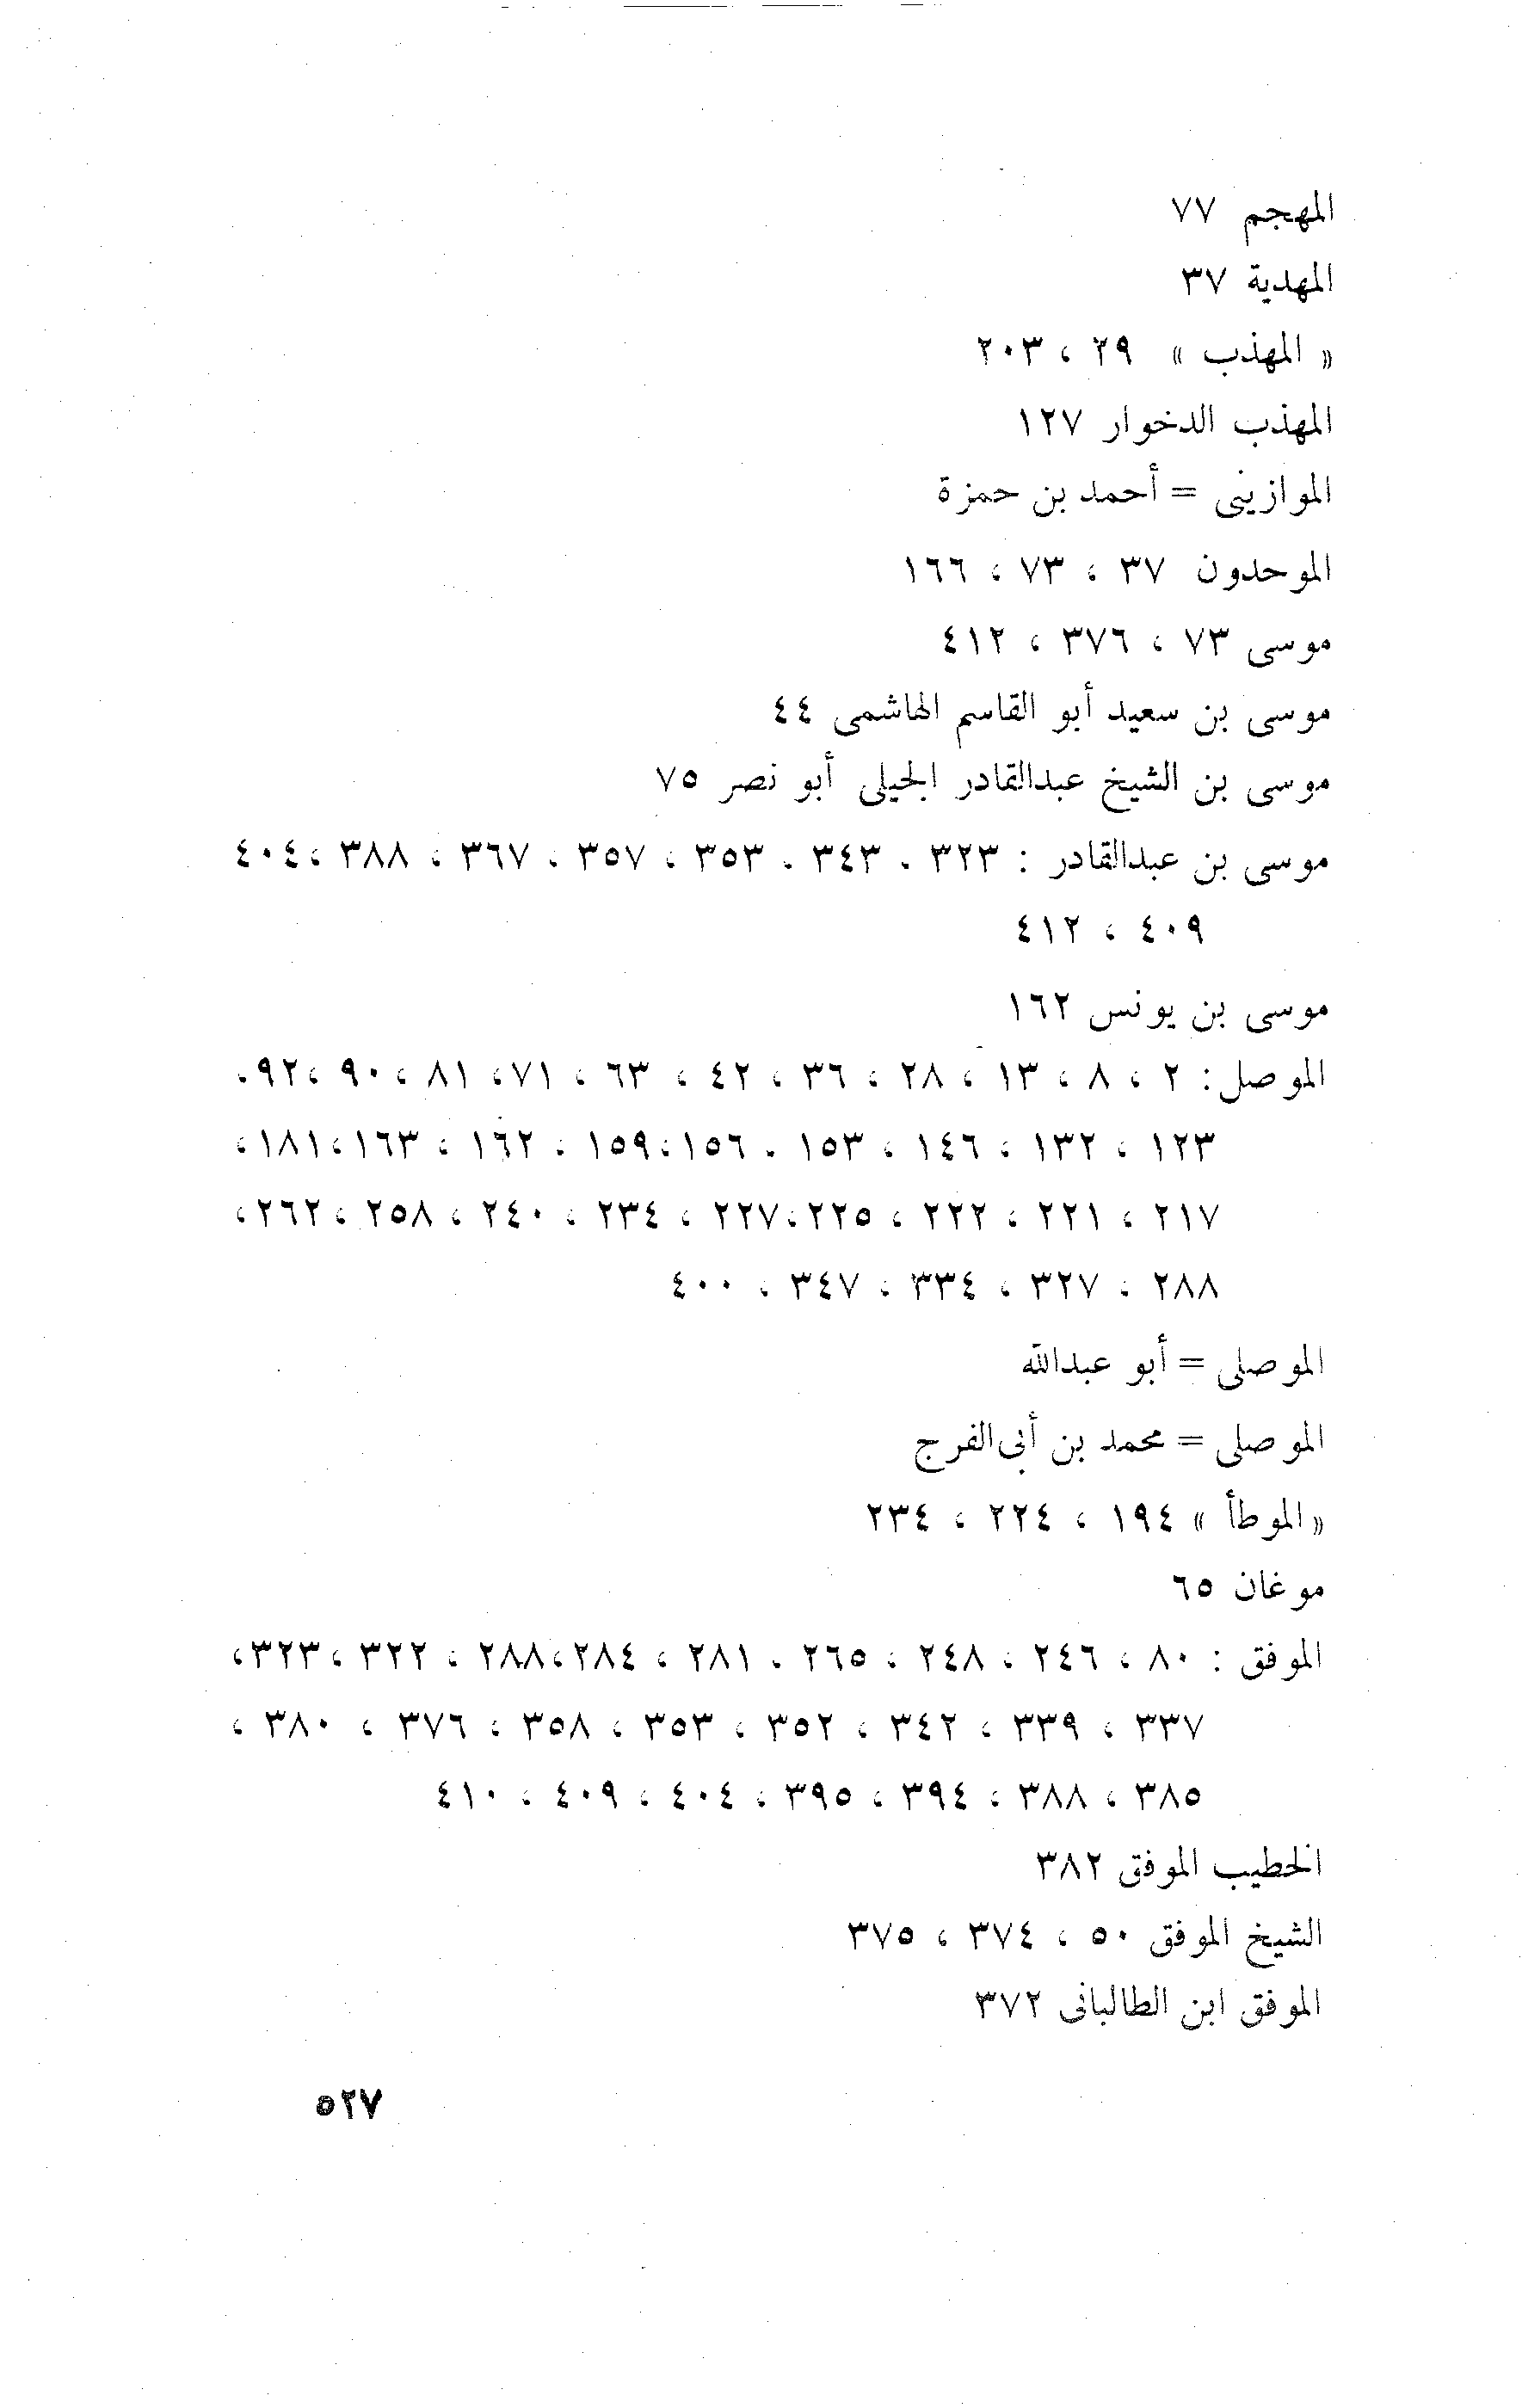 المهجم ٧٧
المهدية ٣٧
« المهذب » ٢٩ ، ٢٠٣
المهذب الدخوار ١٢٧
الموازينى = أحمد بن حمزة
الموحدون ٣٧ ، ٧٣ ، ١٦٦
موسى ٧٣ ، ٣٧٦ ، ٤١٢
موسى بن سعيد أبو القاسم الهاشمى ٤٤
موسى بن الشيخ عبدالقادر الجيلى أبو نصر ٧٥
موسى بن عبدالقادر : ٣٢٣ ، ٣٤٣ ، ٣٥٣ ، ٣٥٧ ، ٣٦٧ ، ٣٨٨ ،٤٠٤
٤٠٩ ، ٤١٢
موسى بن يونس ١٦٢
الموصل : ٢ ، ٨ ، ١٣ ، ٢٨ ، ٣٦ ، ٤٢ ، ٦٣ ، ٧١، ٨١ ،٩٠ ،٩٢،
١٢٣ ، ١٣٢ ، ١٤٦ ، ١٥٣ ، ١٥٩،١٥٦ ، ١٦٢ ، ١٨١،١٦٣،
٢١٧ ، ٢٢١ ، ٢٢٢ ، ٢٢٧،٢٢٥ ، ٢٣٤ ، ٢٤٠ ، ٢٥٨ ،٢٦٢،
٢٨٨ ، ٣٢٧ ، ٣٣٤ ، ٣٤٧ ، ٤٠٠
الموصلى = أبو عبدالله
الموصلى = محمد بن أبى الفرج
« الموطأ » ١٩٤ ، ٢٢٤ ، ٢٣٤
موغان ٦٥
الموفق : ٨٠ ، ٢٤٦ ، ٢٤٨ ، ٢٦٥ ، ٢٨١ ، ٢٨٨،٢٨٤ ، ٣٢٢ ،٣٢٣،
٣٣٧ ، ٣٣٩ ، ٣٤٢ ، ٣٥٢ ، ٣٥٣ ، ٣٥٨ ، ٣٧٦ ، ٣٨٠ ،
٣٨٥ ، ٣٨٨ ، ٣٩٤ ، ٣٩٥ ، ٤٠٤ ، ٤٠٩ ، ٤١٠
الخطيب الموفق ٣٨٢
الشيخ الموفق ٥٠ ، ٣٧٤ ، ٣٧٥
الموفق ابن الطالبانى ٣٧٢
٥٢٧